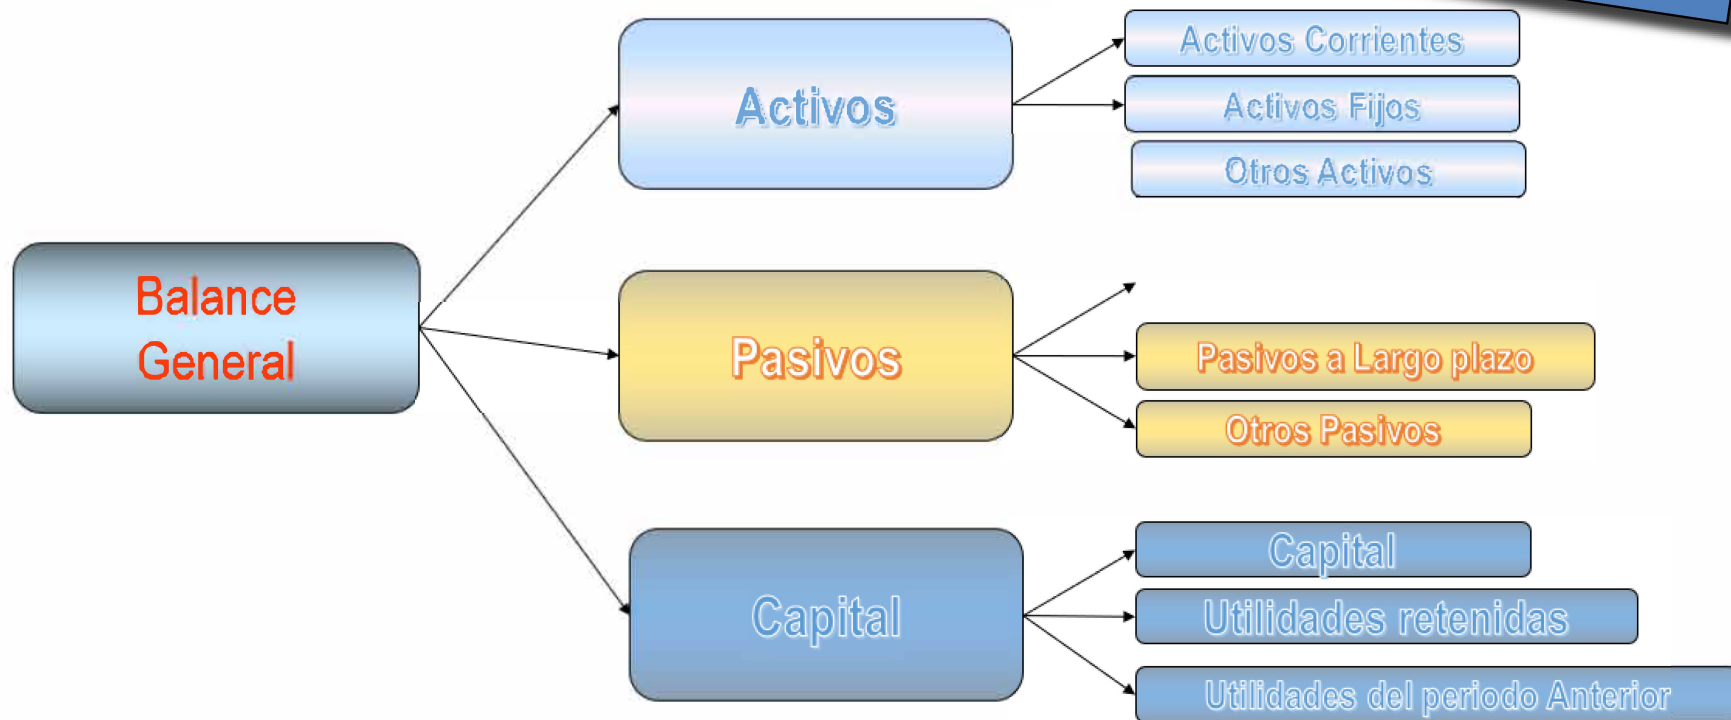 Activos Corrientes
Activos
Activos Fijos
Otros Activos
Balance
General
Pasivos
Pasivos a Largo plazo
Otros Pasivos
Capital
Capital
Utilidades retenidas
Utilidades del periodo Anterior